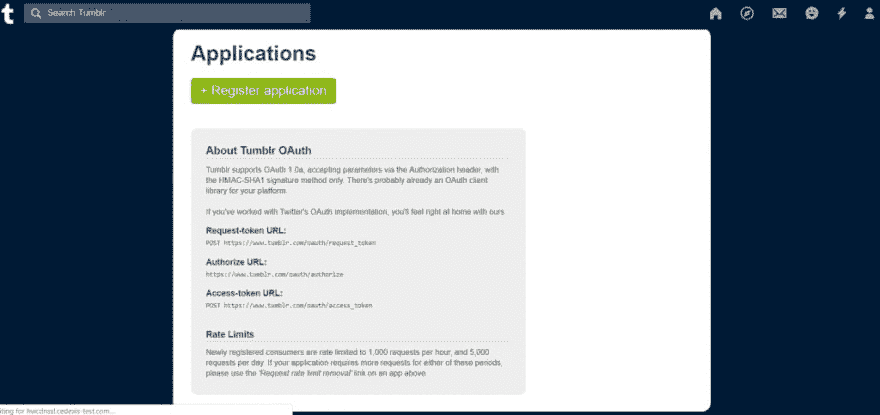 t
Search Tumblr
Applications
+ Register application
About Tumblr OAuth
Tumblr supports OAuth 1.0a, accepting parameters via the Authorization header, with
the HMAC-SHA1 signature method only. There's probably already an OAuth client
library for your platform.
If you've worked with Twitter's OAuth implementation, you'll feel right at home with ours.
Request-token URL:
POST https://www.tumblr.com/oauth/request_token
Authorize URL:
https://www.tumblr.com/oauth/authorize
Access-token URL:
POST https://www.tumblr.com/oauth/access_token
Rate Limits
Newly registered consumers are rate limited to 1,000 requests per hour, and 5,000
requests per day. If your application requires more requests for either of these periods,
please use the 'Request rate limit removal' link on an app above.
iting for hwcdnssl.cedexis-test.com...